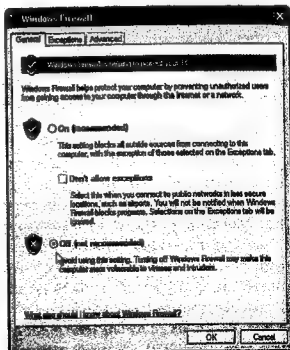 Windows Firewall
General Exceptions Advanced
Windows Firewall helps protect your computer by preventing unauthorized users
from gaining access to your computer through the Internet or a network.
On (recommended)
This setting blocks all outside sources from connecting to this
computer, with the exception of those selected on the Exceptions tab.
Don't allow exceptions
Select this when you connect to public networks in less secure
locations, such as airports. You will not be notified when Windows
Firewall blocks programs. Selections on the Exceptions tab will be
ignored.
Off (not recommended)
Avoid using this setting. Turning off Windows Firewall may make this
computer more vulnerable to viruses and intruders.
What else should I know about Windows Firewall?
OK Cancel